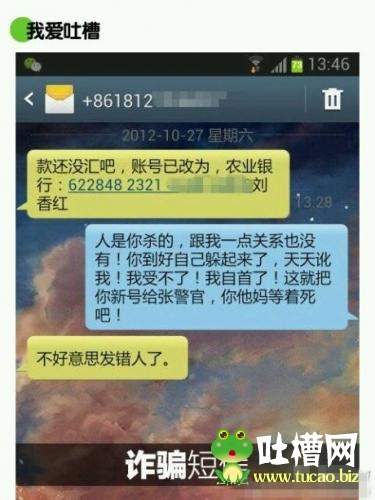 我爱吐槽
73 13:46
+861812
2012-10-27 星期六
款还没汇吧，账号已改为，农业银
行：622848 2321 刘
香红
13:28
人是你杀的，跟我一点关系也没
有！你到好自己躲起来了，天天讹
我！我受不了！我自首了！这就把
你新号给张警官，你他妈等着死
吧！
不好意思发错人了。
诈骗短信
吐槽网
www.tucao.biz